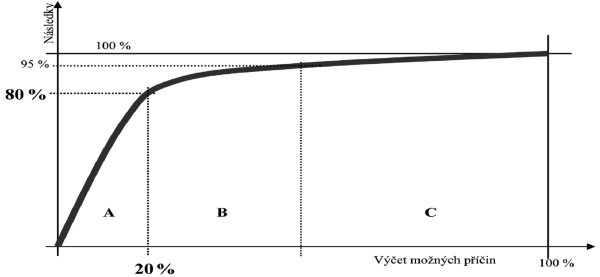 Následky
100 %
95 %
80 %
A
B
C
20 %
Výčet možných příčin
100 %